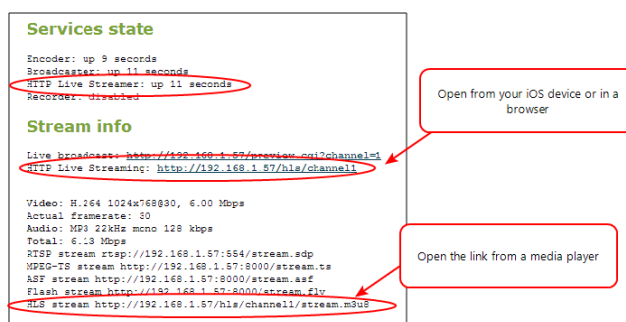 Services state
Encoder: up 9 seconds
Broadcaster: up 11 seconds
HTTP Live Streamer: up 11 seconds
Recorder: disabled
Stream info
Live broadcast: http://192.168.1.57/preview.cgi?channel=1
HTTP Live Streaming: http://192.168.1.57/hls/channel1
Video: H.264 1024x768@30, 6.00 Mbps
Actual framerate: 30
Audio: MP3 22kHz mono 128 kbps
Total: 6.13 Mbps
RTSP stream rtsp://192.168.1.57:554/stream.sdp
MPEG-TS stream http://192.168.1.57:8000/stream.ts
ASF stream http://192.168.1.57:8000/stream.asf
Flash stream http://192.168.1.57:8000/stream.flv
HLS stream http://192.168.1.57/hls/channel1/stream.m3u8
Open from your iOS device or in a
browser
Open the link from a media player